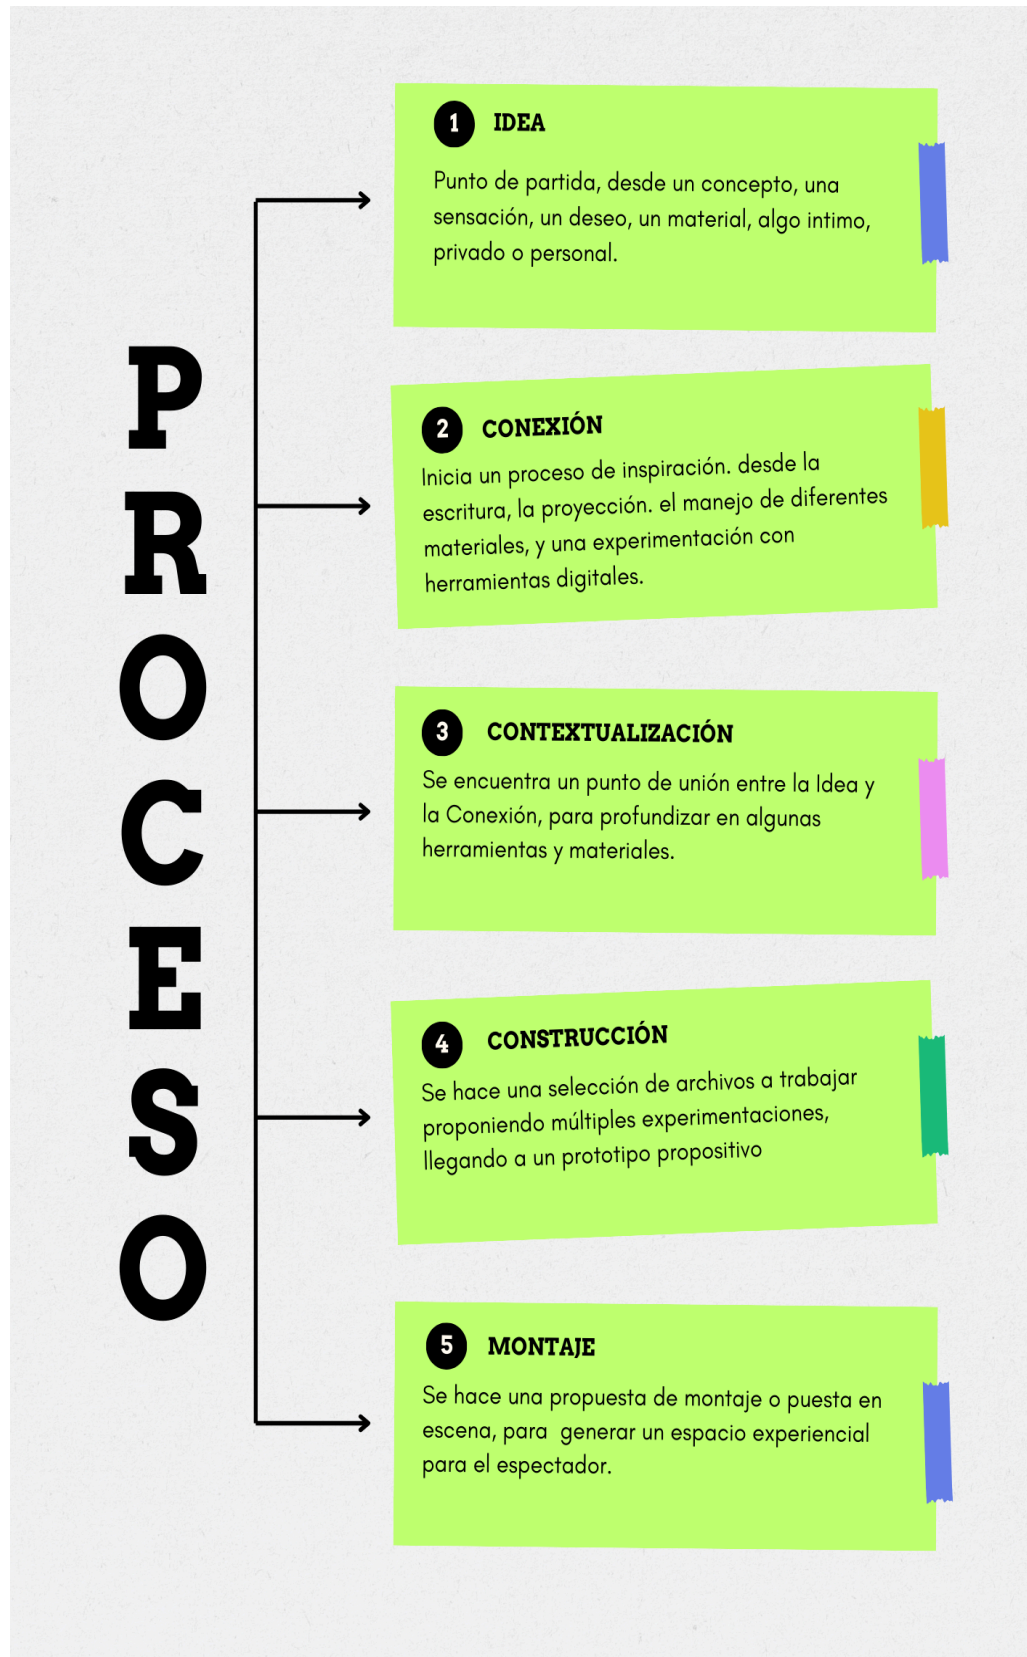 PROCESO
1 IDEA
Punto de partida, desde un concepto, una
sensación, un deseo, un material, algo intimo,
privado o personal.
2 CONEXIÓN
Inicia un proceso de inspiración. desde la
escritura, la proyección. el manejo de diferentes
materiales, y una experimentación con
herramientas digitales.
3 CONTEXTUALIZACIÓN
Se encuentra un punto de unión entre la Idea y
la Conexión, para profundizar en algunas
herramientas y materiales.
4 CONSTRUCCIÓN
Se hace una selección de archivos a trabajar
proponiendo múltiples experimentaciones,
llegando a un prototipo propositivo
5 MONTAJE
Se hace una propuesta de montaje o puesta en
escena, para  generar un espacio experiencial
para el espectador.